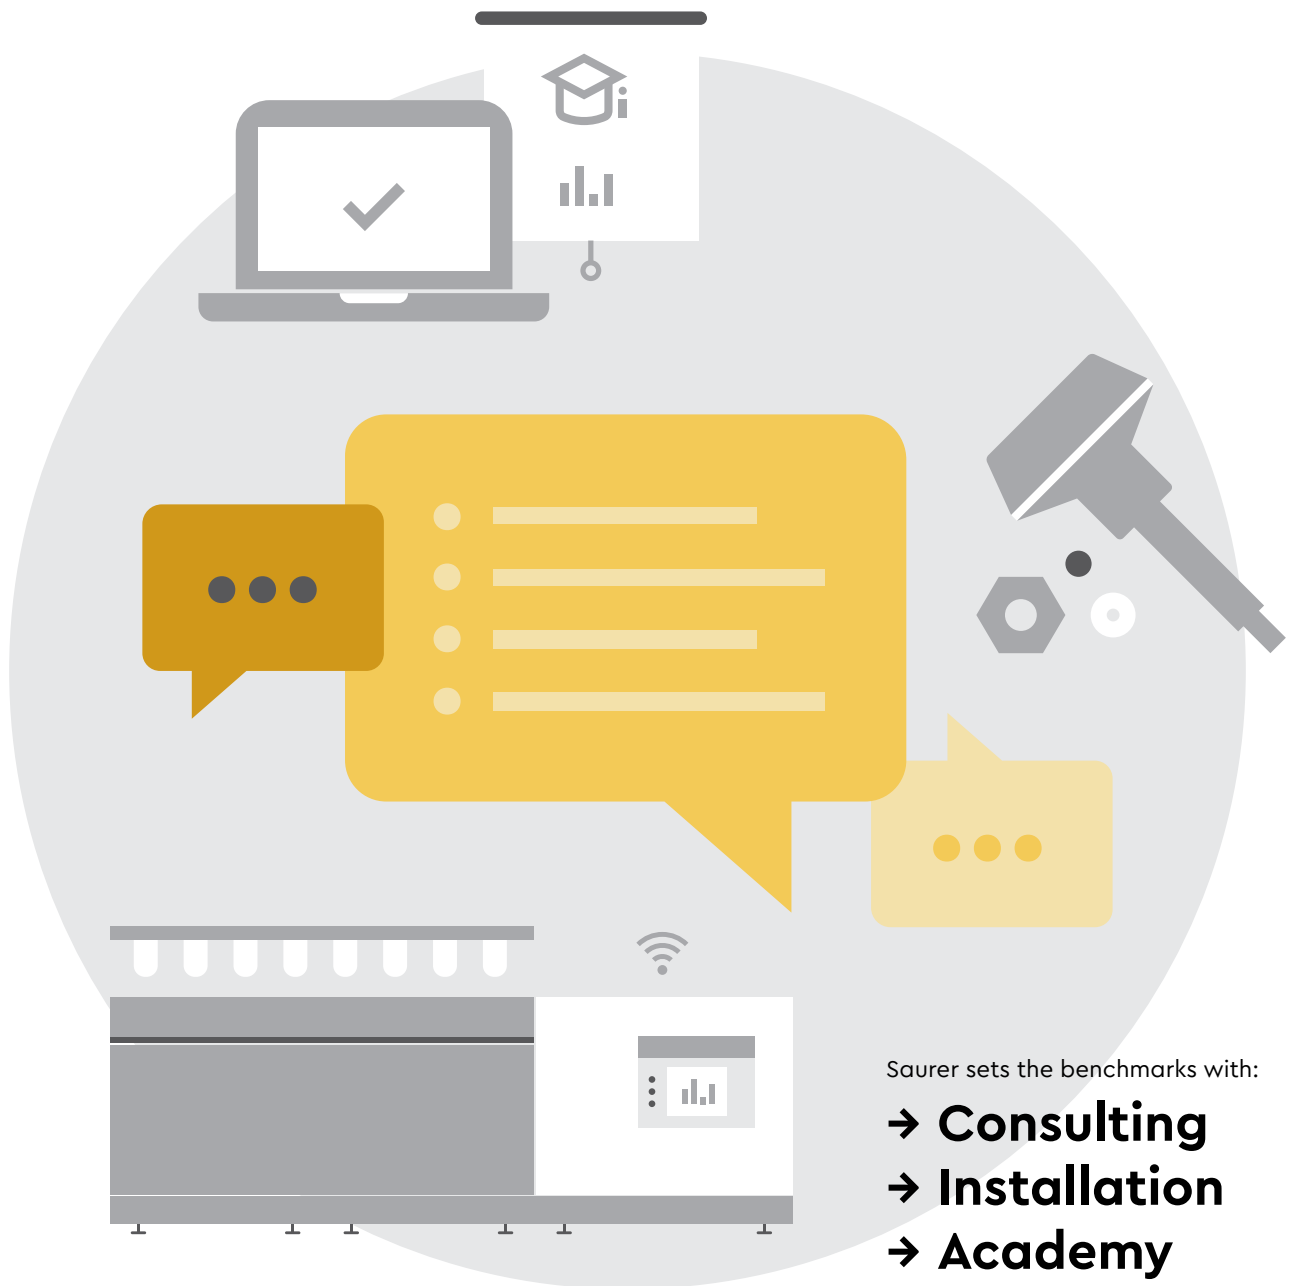 Saurer sets the benchmarks with:
→ Consulting
→ Installation
→ Academy